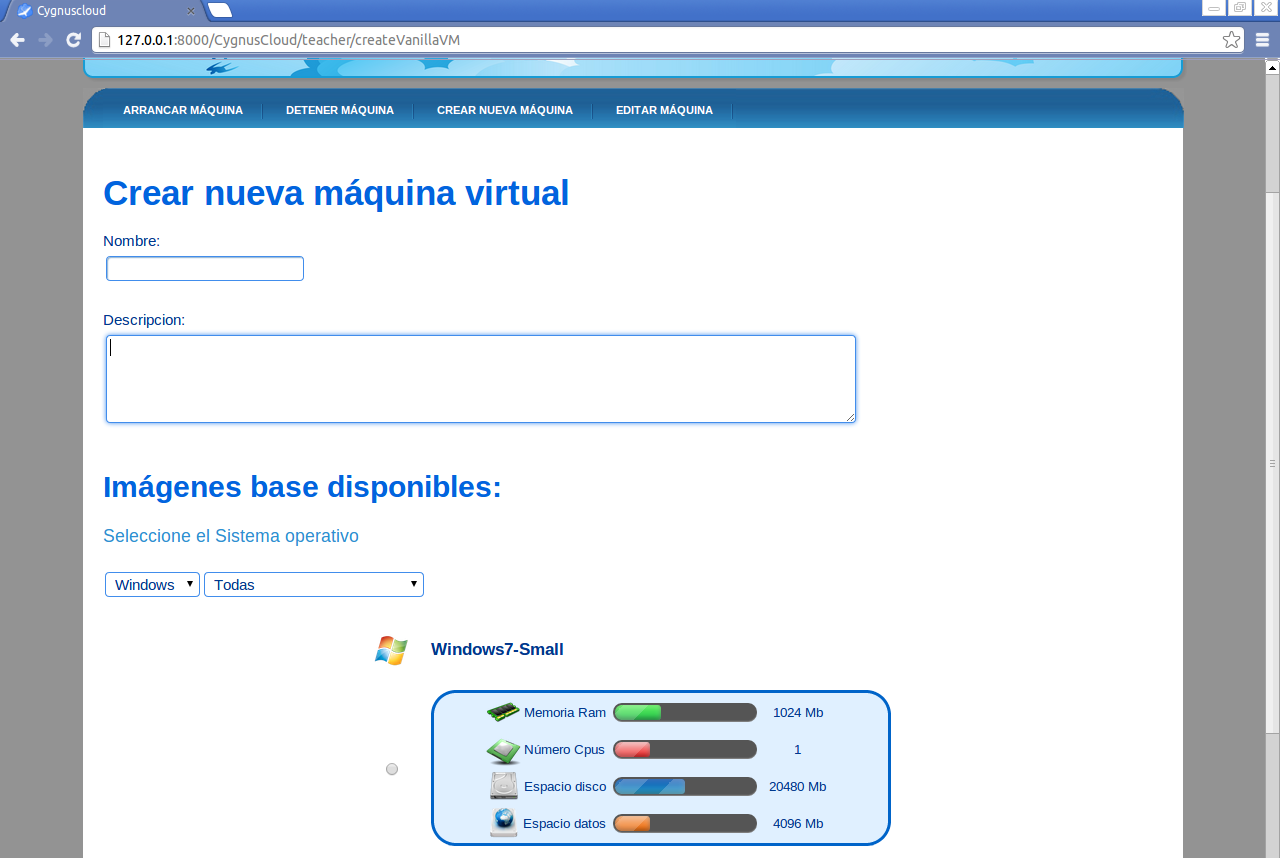 Cygnuscloud
127.0.0.1:8000/CygnusCloud/teacher/createVanillaVM
ARRANCAR MÁQUINA DETENER MÁQUINA CREAR NUEVA MÁQUINA EDITAR MÁQUINA
Crear nueva máquina virtual
Nombre:
Descripcion:
Imágenes base disponibles:
Seleccione el Sistema operativo
Windows Todas
Windows7-Small
Memoria Ram 1024 Mb
Número Cpus 1
Espacio disco 20480 Mb
Espacio datos 4096 Mb